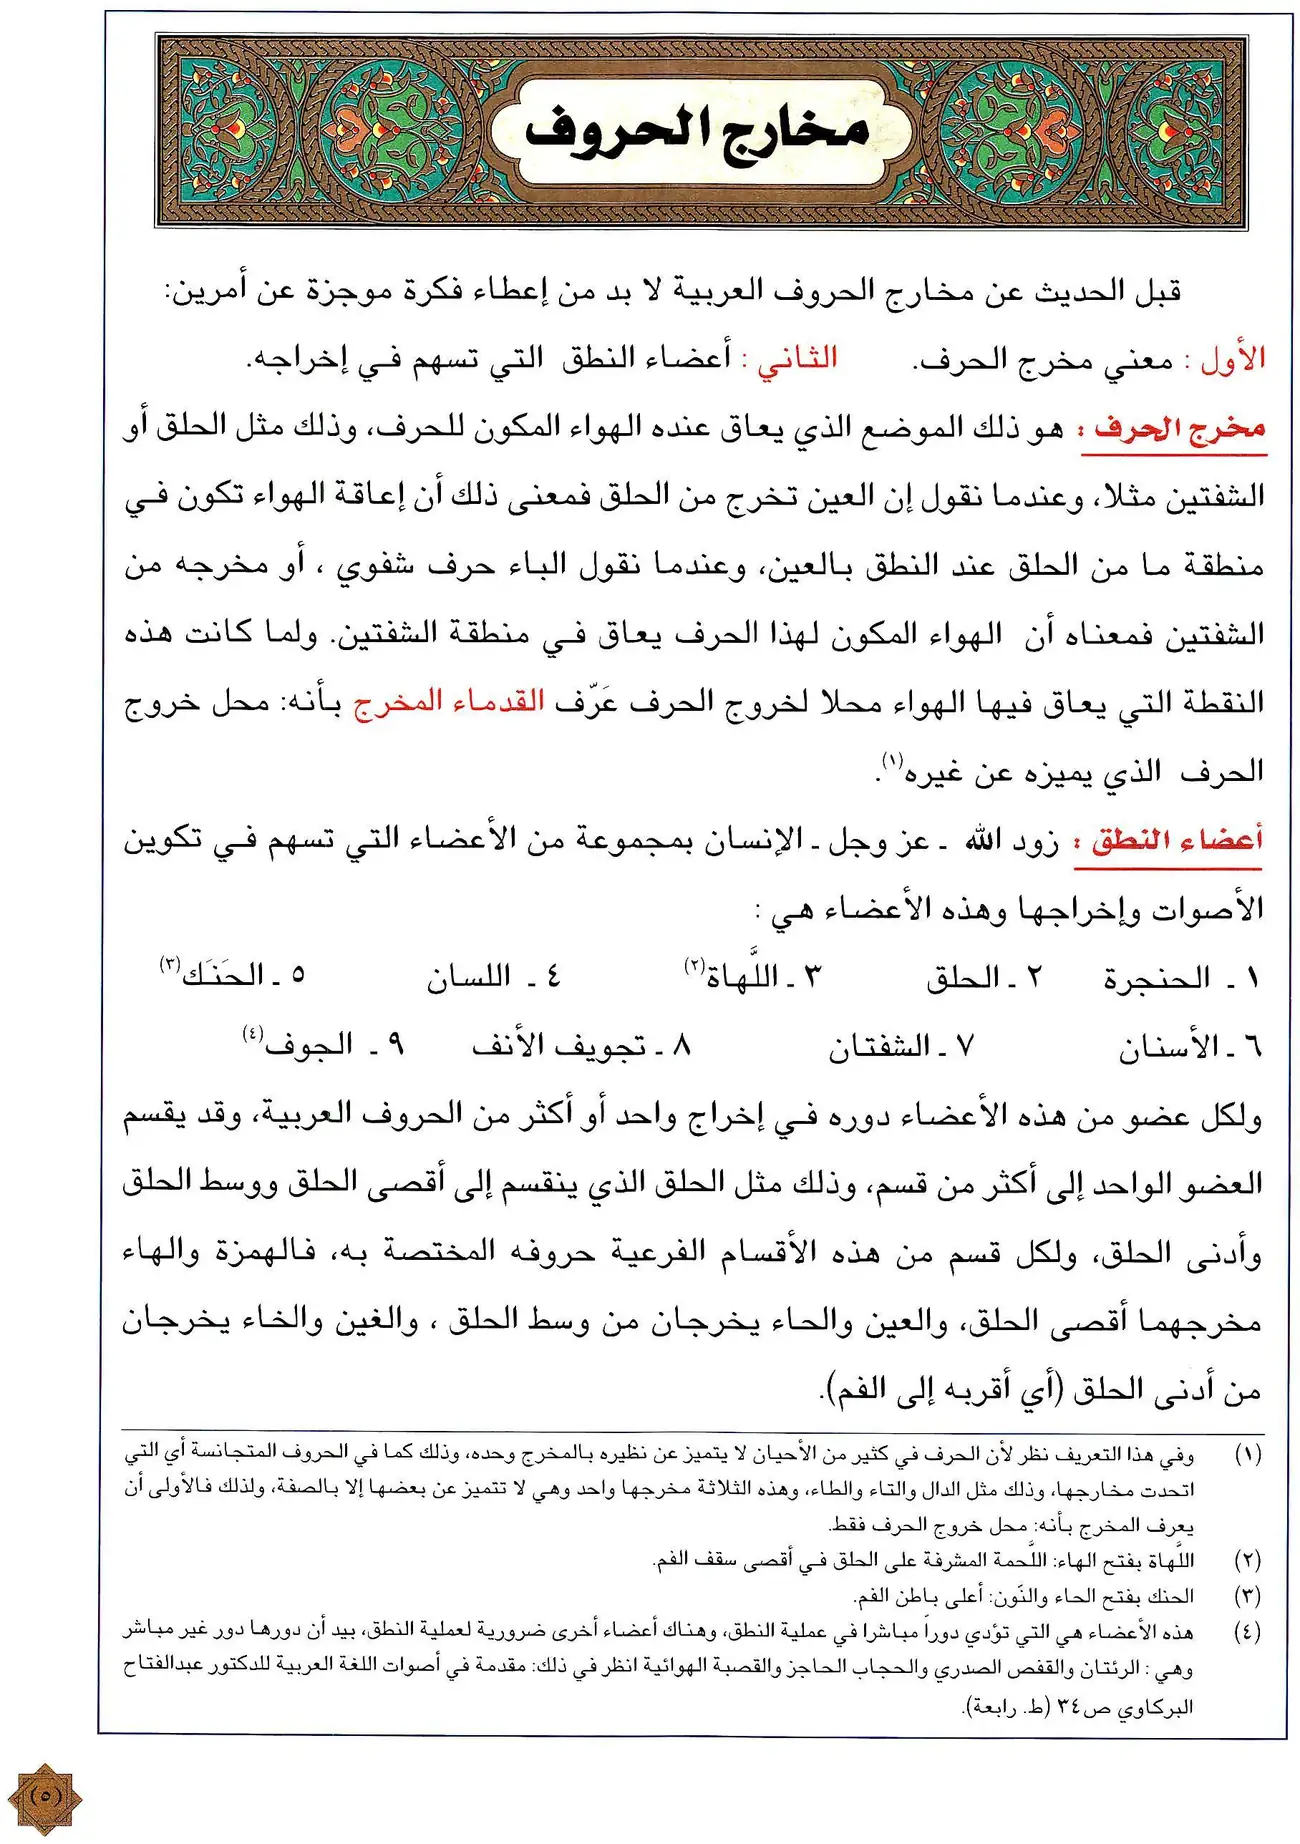 مخارج الحروف
قبل الحديث عن مخارج الحروف العربية لا بد من إعطاء فكرة موجزة عن أمرين:
الأول : معني مخرج الحرف. الثاني : أعضاء النطق التي تسهم في إخراجه.
مخرج الحرف : هو ذلك الموضع الذي يعاق عنده الهواء المكون للحرف، وذلك مثل الحلق أو
الشفتين مثلا، وعندما نقول إن العين تخرج من الحلق فمعنى ذلك أن إعاقة الهواء تكون في
منطقة ما من الحلق عند النطق بالعين، وعندما نقول الباء حرف شفوي ، أو مخرجه من
الشفتين فمعناه أن الهواء المكون لهذا الحرف يعاق في منطقة الشفتين. ولما كانت هذه
النقطة التي يعاق فيها الهواء محلا لخروج الحرف عَرّف القدماء المخرج بأنه: محل خروج
الحرف الذي يميزه عن غيره(١).
أعضاء النطق : زود الله ـ عز وجل ـ الإنسان بمجموعة من الأعضاء التي تسهم في تكوين
الأصوات وإخراجها وهذه الأعضاء هي :
١ ـ الحنجرة ٢ ـ الحلق ٣ ـ اللَّهاة(٢) ٤ ـ اللسان ٥ ـ الحَنَك(٣)
٦ ـ الأسنان ٧ ـ الشفتان ٨ ـ تجويف الأنف ٩ ـ الجوف(٤)
ولكل عضو من هذه الأعضاء دوره في إخراج واحد أو أكثر من الحروف العربية، وقد يقسم
العضو الواحد إلى أكثر من قسم، وذلك مثل الحلق الذي ينقسم إلى أقصى الحلق ووسط الحلق
وأدنى الحلق، ولكل قسم من هذه الأقسام الفرعية حروفه المختصة به، فالهمزة والهاء
مخرجهما أقصى الحلق، والعين والحاء يخرجان من وسط الحلق ، والغين والخاء يخرجان
من أدنى الحلق (أي أقربه إلى الفم).
(١) وفي هذا التعريف نظر لأن الحرف في كثير من الأحيان لا يتميز عن نظيره بالمخرج وحده، وذلك كما في الحروف المتجانسة أي التي
اتحدت مخارجها، وذلك مثل الدال والتاء والطاء، وهذه الثلاثة مخرجها واحد وهي لا تتميز عن بعضها إلا بالصفة، ولذلك فالأولى أن
يعرف المخرج بأنه: محل خروج الحرف فقط.
(٢) اللَّهاة بفتح الهاء: اللَّحمة المشرفة على الحلق في أقصى سقف الفم.
(٣) الحنك بفتح الحاء والنّون: أعلى باطن الفم.
(٤) هذه الأعضاء هي التي تؤدي دوراً مباشرا في عملية النطق، وهناك أعضاء أخرى ضرورية لعملية النطق، بيد أن دورها دور غير مباشر
وهي : الرئتان والقفص الصدري والحجاب الحاجز والقصبة الهوائية انظر في ذلك: مقدمة في أصوات اللغة العربية للدكتور عبدالفتاح
البركاوي ص٣٤ (ط. رابعة).
(٥)